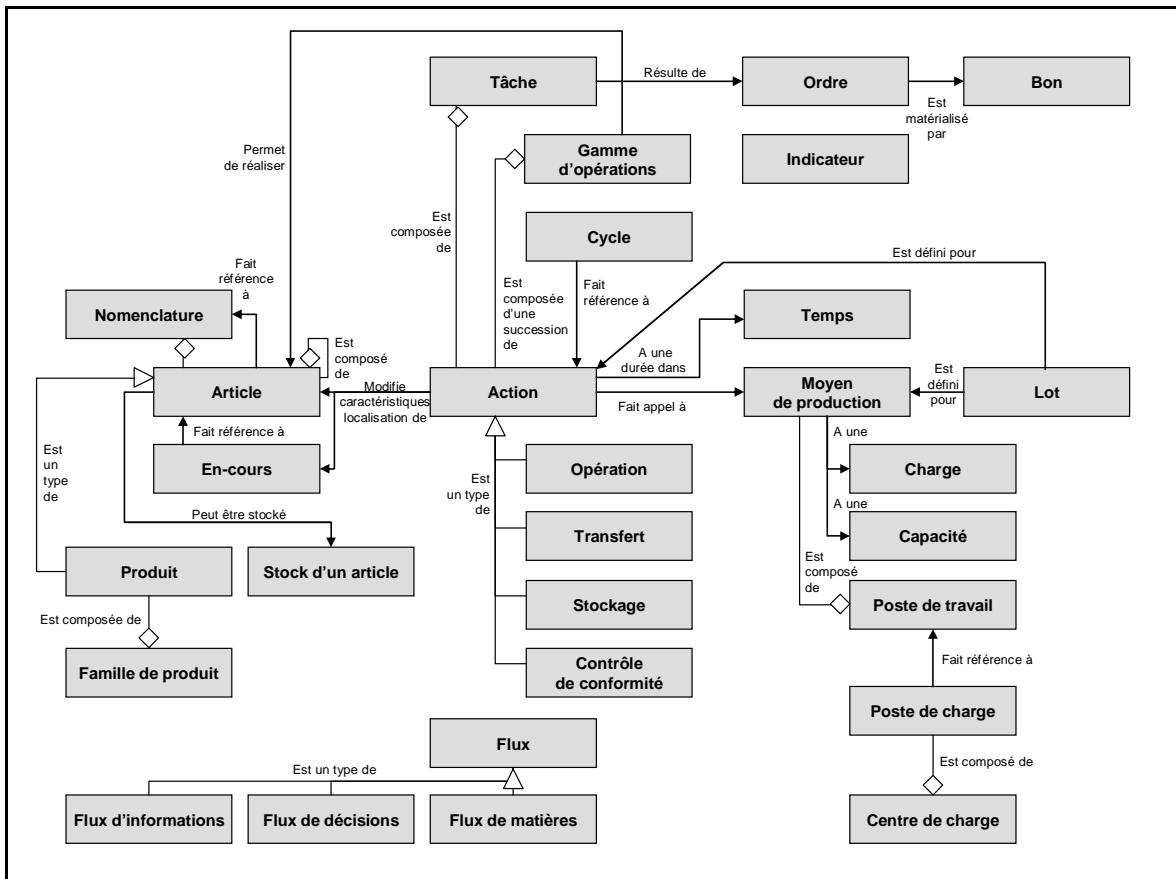 Tâche
Résulte de
Ordre
Bon
Est
matérialisé
par
Permet
de réaliser
Gamme
d'opérations
Indicateur
Est
composée
de
Cycle
Est défini pour
Fait
référence
à
Est
composée
d'une
succession
de
Fait
référence à
Nomenclature
Temps
Est
composé
de
A une
durée dans
Article
Modifie
caractéristiques
localisation de
Action
Fait appel à
Moyen
de production
Est
défini
pour
Lot
Fait référence à
En-cours
Est
un
type
de
Est
un type
de
Opération
A une
Charge
A une
Capacité
Peut être stocké
Transfert
Est
composé
de
Produit
Stock d'un article
Stockage
Poste de travail
Est composée de
Famille de produit
Contrôle
de conformité
Fait référence à
Poste de charge
Flux
Est un type de
Est composé de
Flux d'informations
Flux de décisions
Flux de matières
Centre de charge